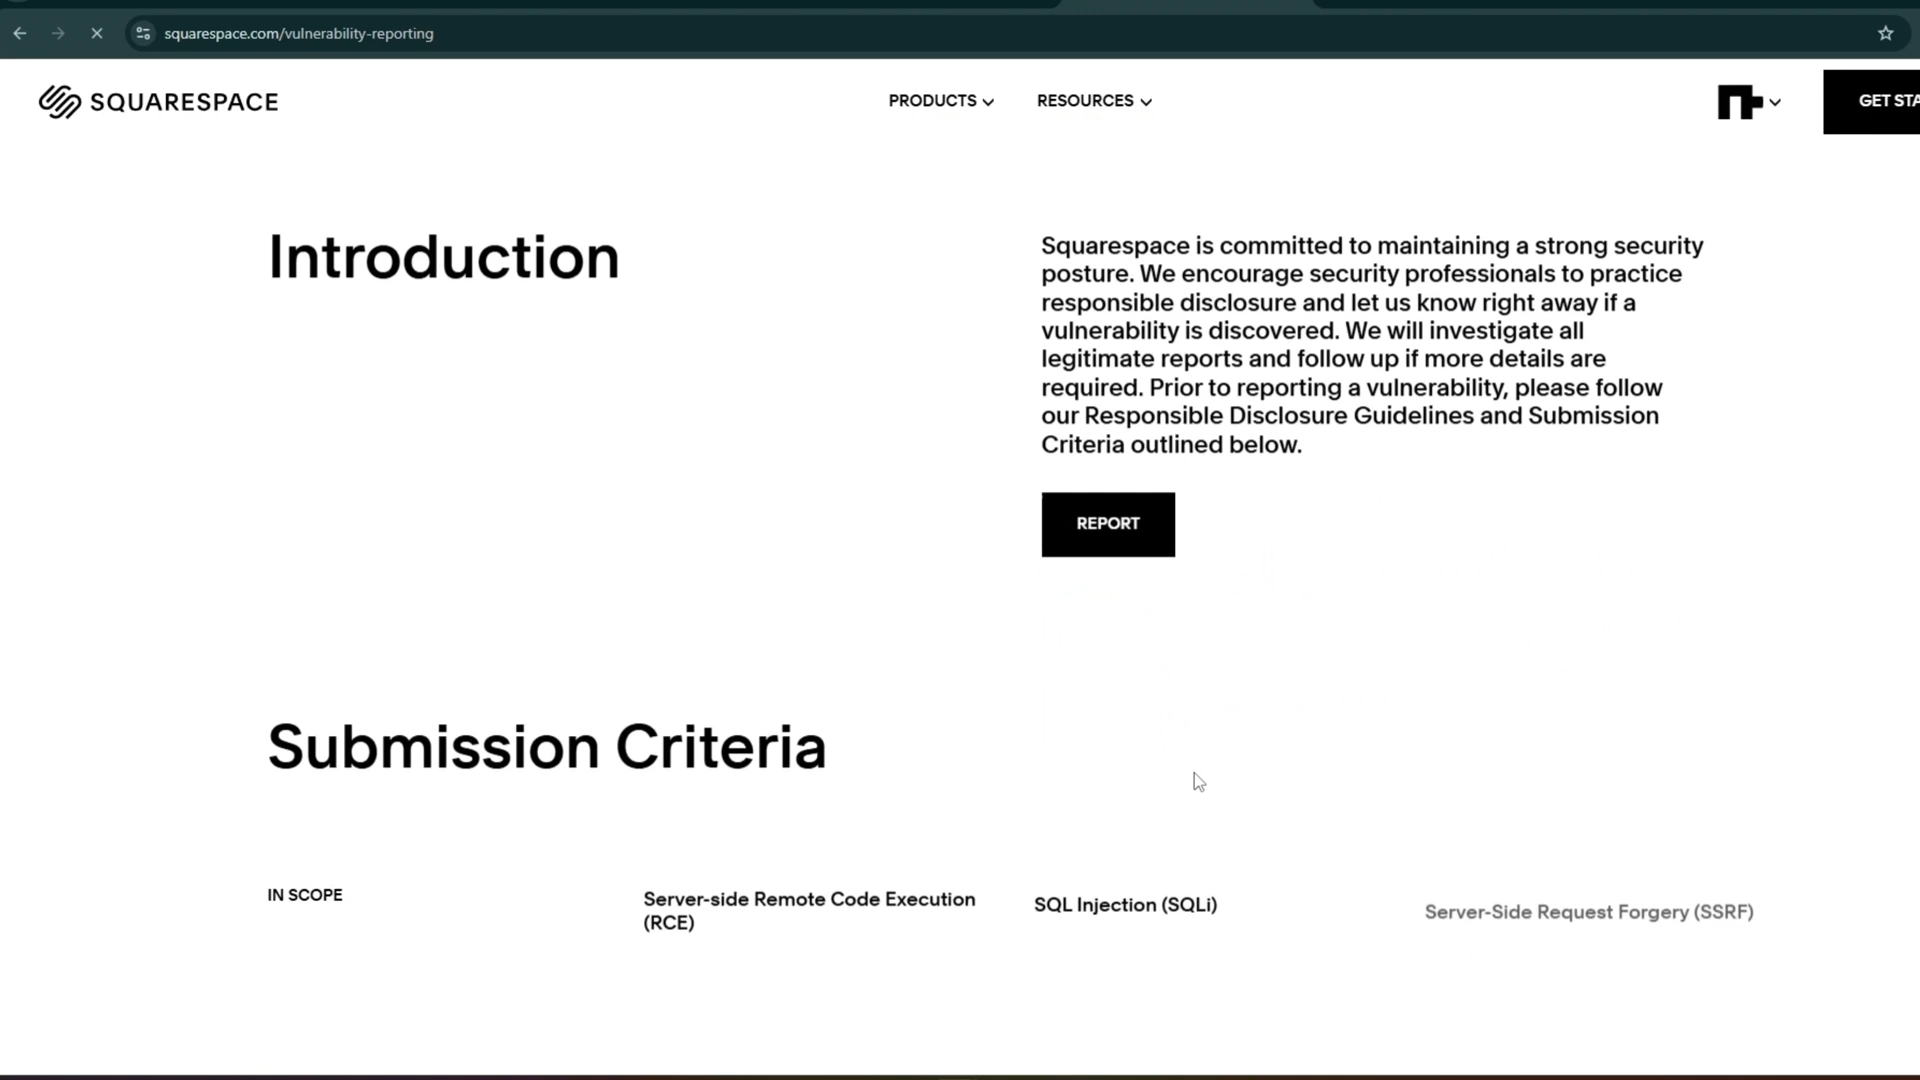 squarespace.com/vulnerability-reporting
SQUARESPACE
PRODUCTS
RESOURCES
GET STA
Introduction
Squarespace is committed to maintaining a strong security
posture. We encourage security professionals to practice
responsible disclosure and let us know right away if a
vulnerability is discovered. We will investigate all
legitimate reports and follow up if more details are
required. Prior to reporting a vulnerability, please follow
our Responsible Disclosure Guidelines and Submission
Criteria outlined below.
REPORT
Submission Criteria
IN SCOPE
Server-side Remote Code Execution
(RCE)
SQL Injection (SQLi)
Server-Side Request Forgery (SSRF)